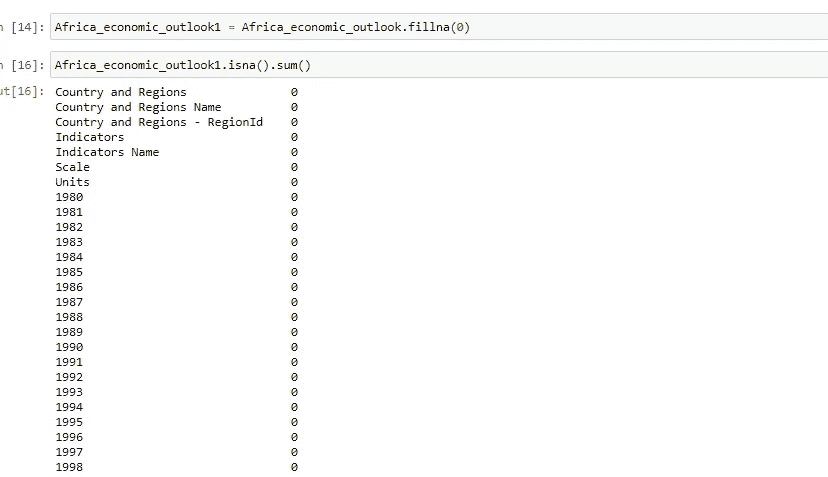 n [14]: Africa_economic_outlook1 = Africa_economic_outlook.fillna(0)
n [16]: Africa_economic_outlook1.isna().sum()
ut[16]: Country and Regions 0
Country and Regions Name 0
Country and Regions - RegionId 0
Indicators 0
Indicators Name 0
Scale 0
Units 0
1980 0
1981 0
1982 0
1983 0
1984 0
1985 0
1986 0
1987 0
1988 0
1989 0
1990 0
1991 0
1992 0
1993 0
1994 0
1995 0
1996 0
1997 0
1998 0